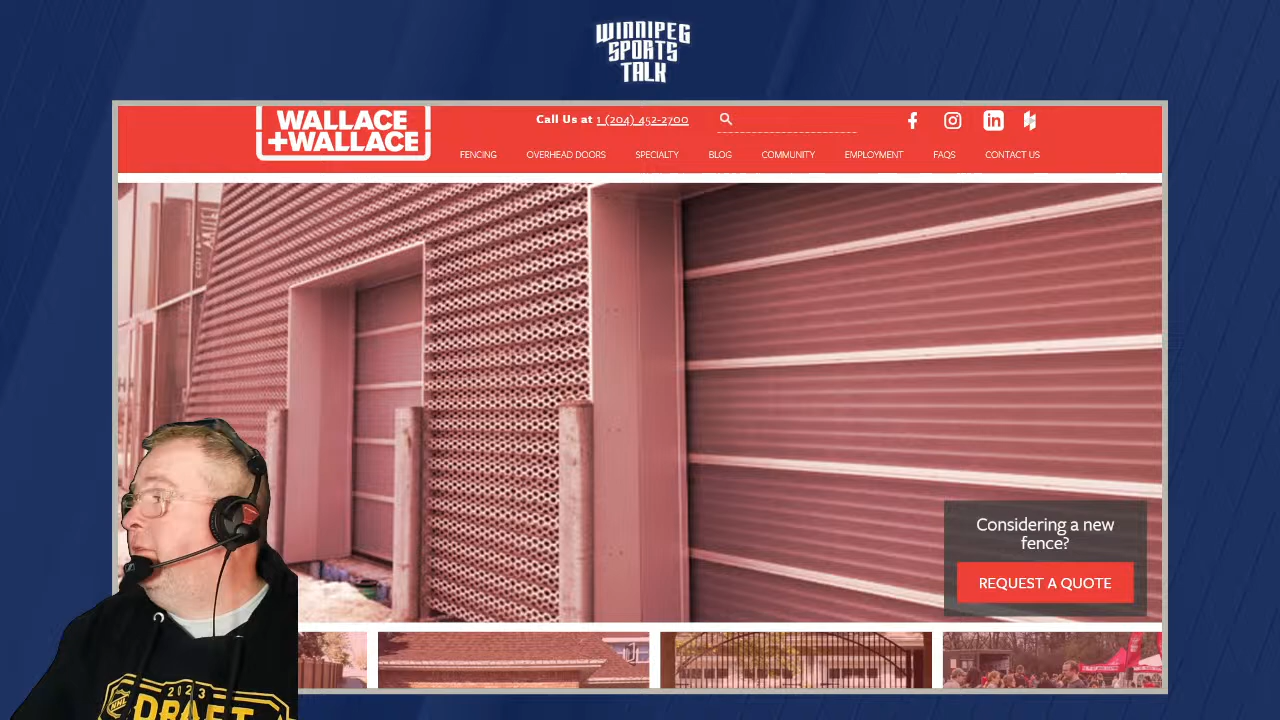 WINNIPEG
SPORTS
TALK
WALLACE
+WALLACE
Call Us at 1 (204) 452-2700
FENCING OVERHEAD DOORS SPECIALTY BLOG COMMUNITY EMPLOYMENT FAQS CONTACT US
Considering a new
fence?
REQUEST A QUOTE
NHL
2023
DRAFT